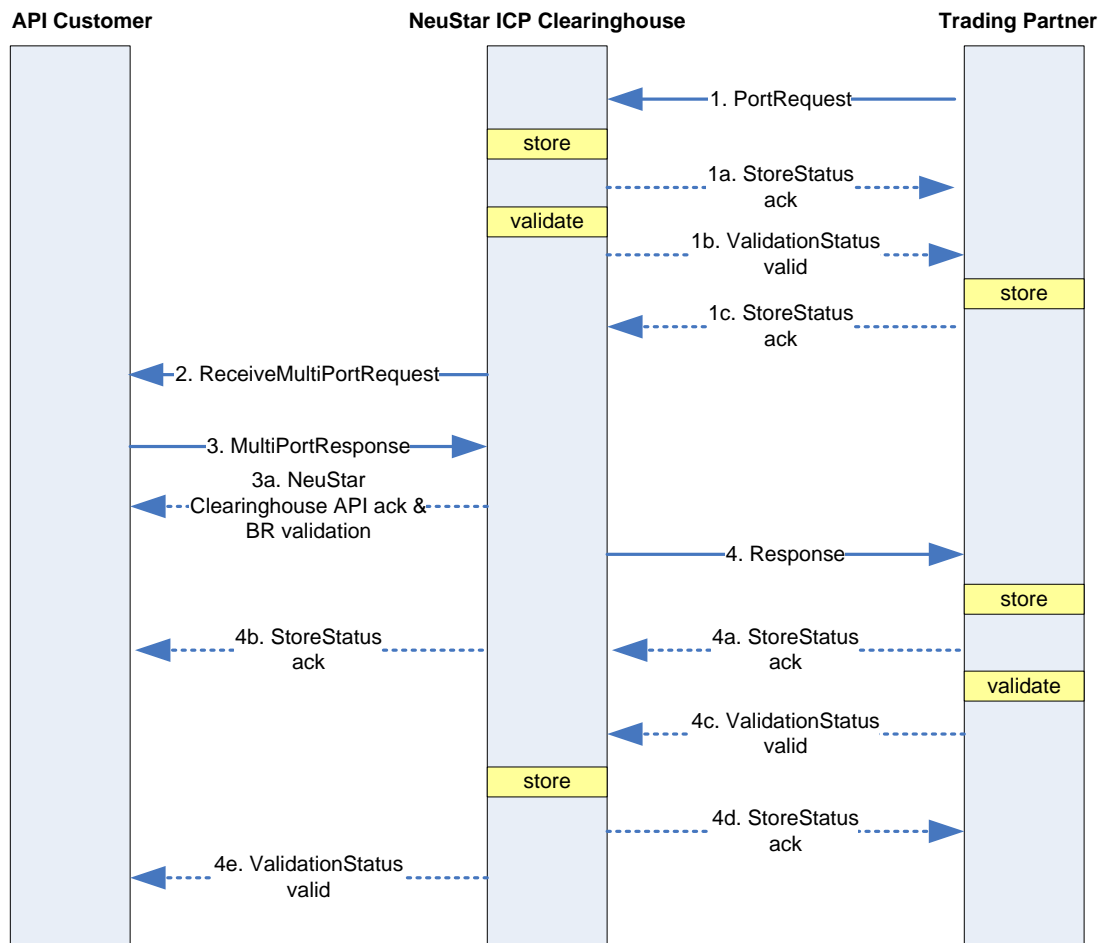 API Customer
NeuStar ICP Clearinghouse
Trading Partner
1. PortRequest
store
1a. StoreStatus
ack
validate
1b. ValidationStatus
valid
store
1c. StoreStatus
ack
2. ReceiveMultiPortRequest
3. MultiPortResponse
3a. NeuStar
Clearinghouse API ack &
BR validation
4. Response
store
4b. StoreStatus
ack
4a. StoreStatus
ack
validate
4c. ValidationStatus
valid
store
4d. StoreStatus
ack
4e. ValidationStatus
valid